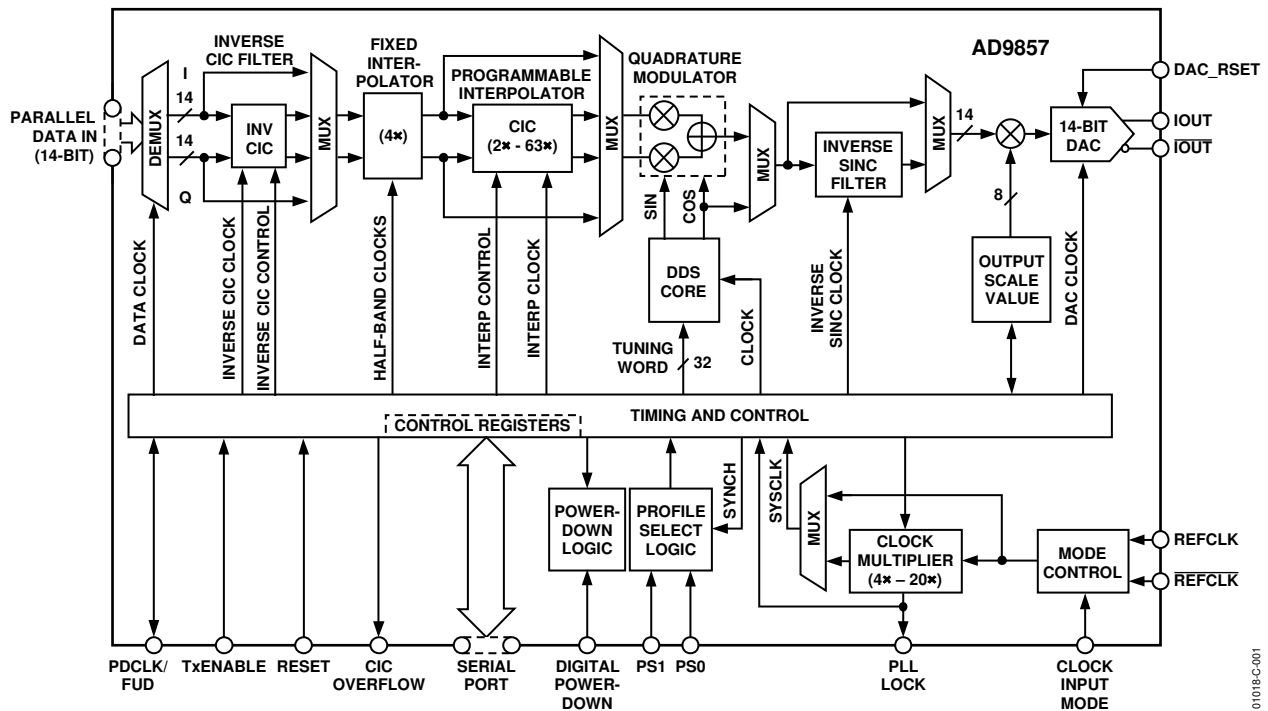 AD9857
INVERSE
CIC FILTER
FIXED
INTER-
POLATOR
PROGRAMMABLE
INTERPOLATOR
QUADRATURE
MODULATOR
PARALLEL
DATA IN
(14-BIT)
DEMUX
I
14
14
Q
INV
CIC
MUX
(4×)
CIC
(2× - 63×)
MUX
MUX
INVERSE
SINC
FILTER
MUX
14
14-BIT
DAC
DAC_RSET
IOUT
IOUT
SIN
COS
8
DATA CLOCK
INVERSE CIC CLOCK
INVERSE CIC CONTROL
HALF-BAND CLOCKS
INTERP CONTROL
INTERP CLOCK
DDS
CORE
TUNING
WORD
32
CLOCK
INVERSE
SINC CLOCK
OUTPUT
SCALE
VALUE
DAC CLOCK
TIMING AND CONTROL
CONTROL REGISTERS
POWER-
DOWN
LOGIC
PROFILE
SELECT
LOGIC
SYNCH
SYSCLK
MUX
CLOCK
MULTIPLIER
(4× – 20×)
MODE
CONTROL
REFCLK
REFCLK
PDCLK/
FUD
TxENABLE
RESET
CIC
OVERFLOW
SERIAL
PORT
DIGITAL
POWER-
DOWN
PS1
PS0
PLL
LOCK
CLOCK
INPUT
MODE
01018-C-001